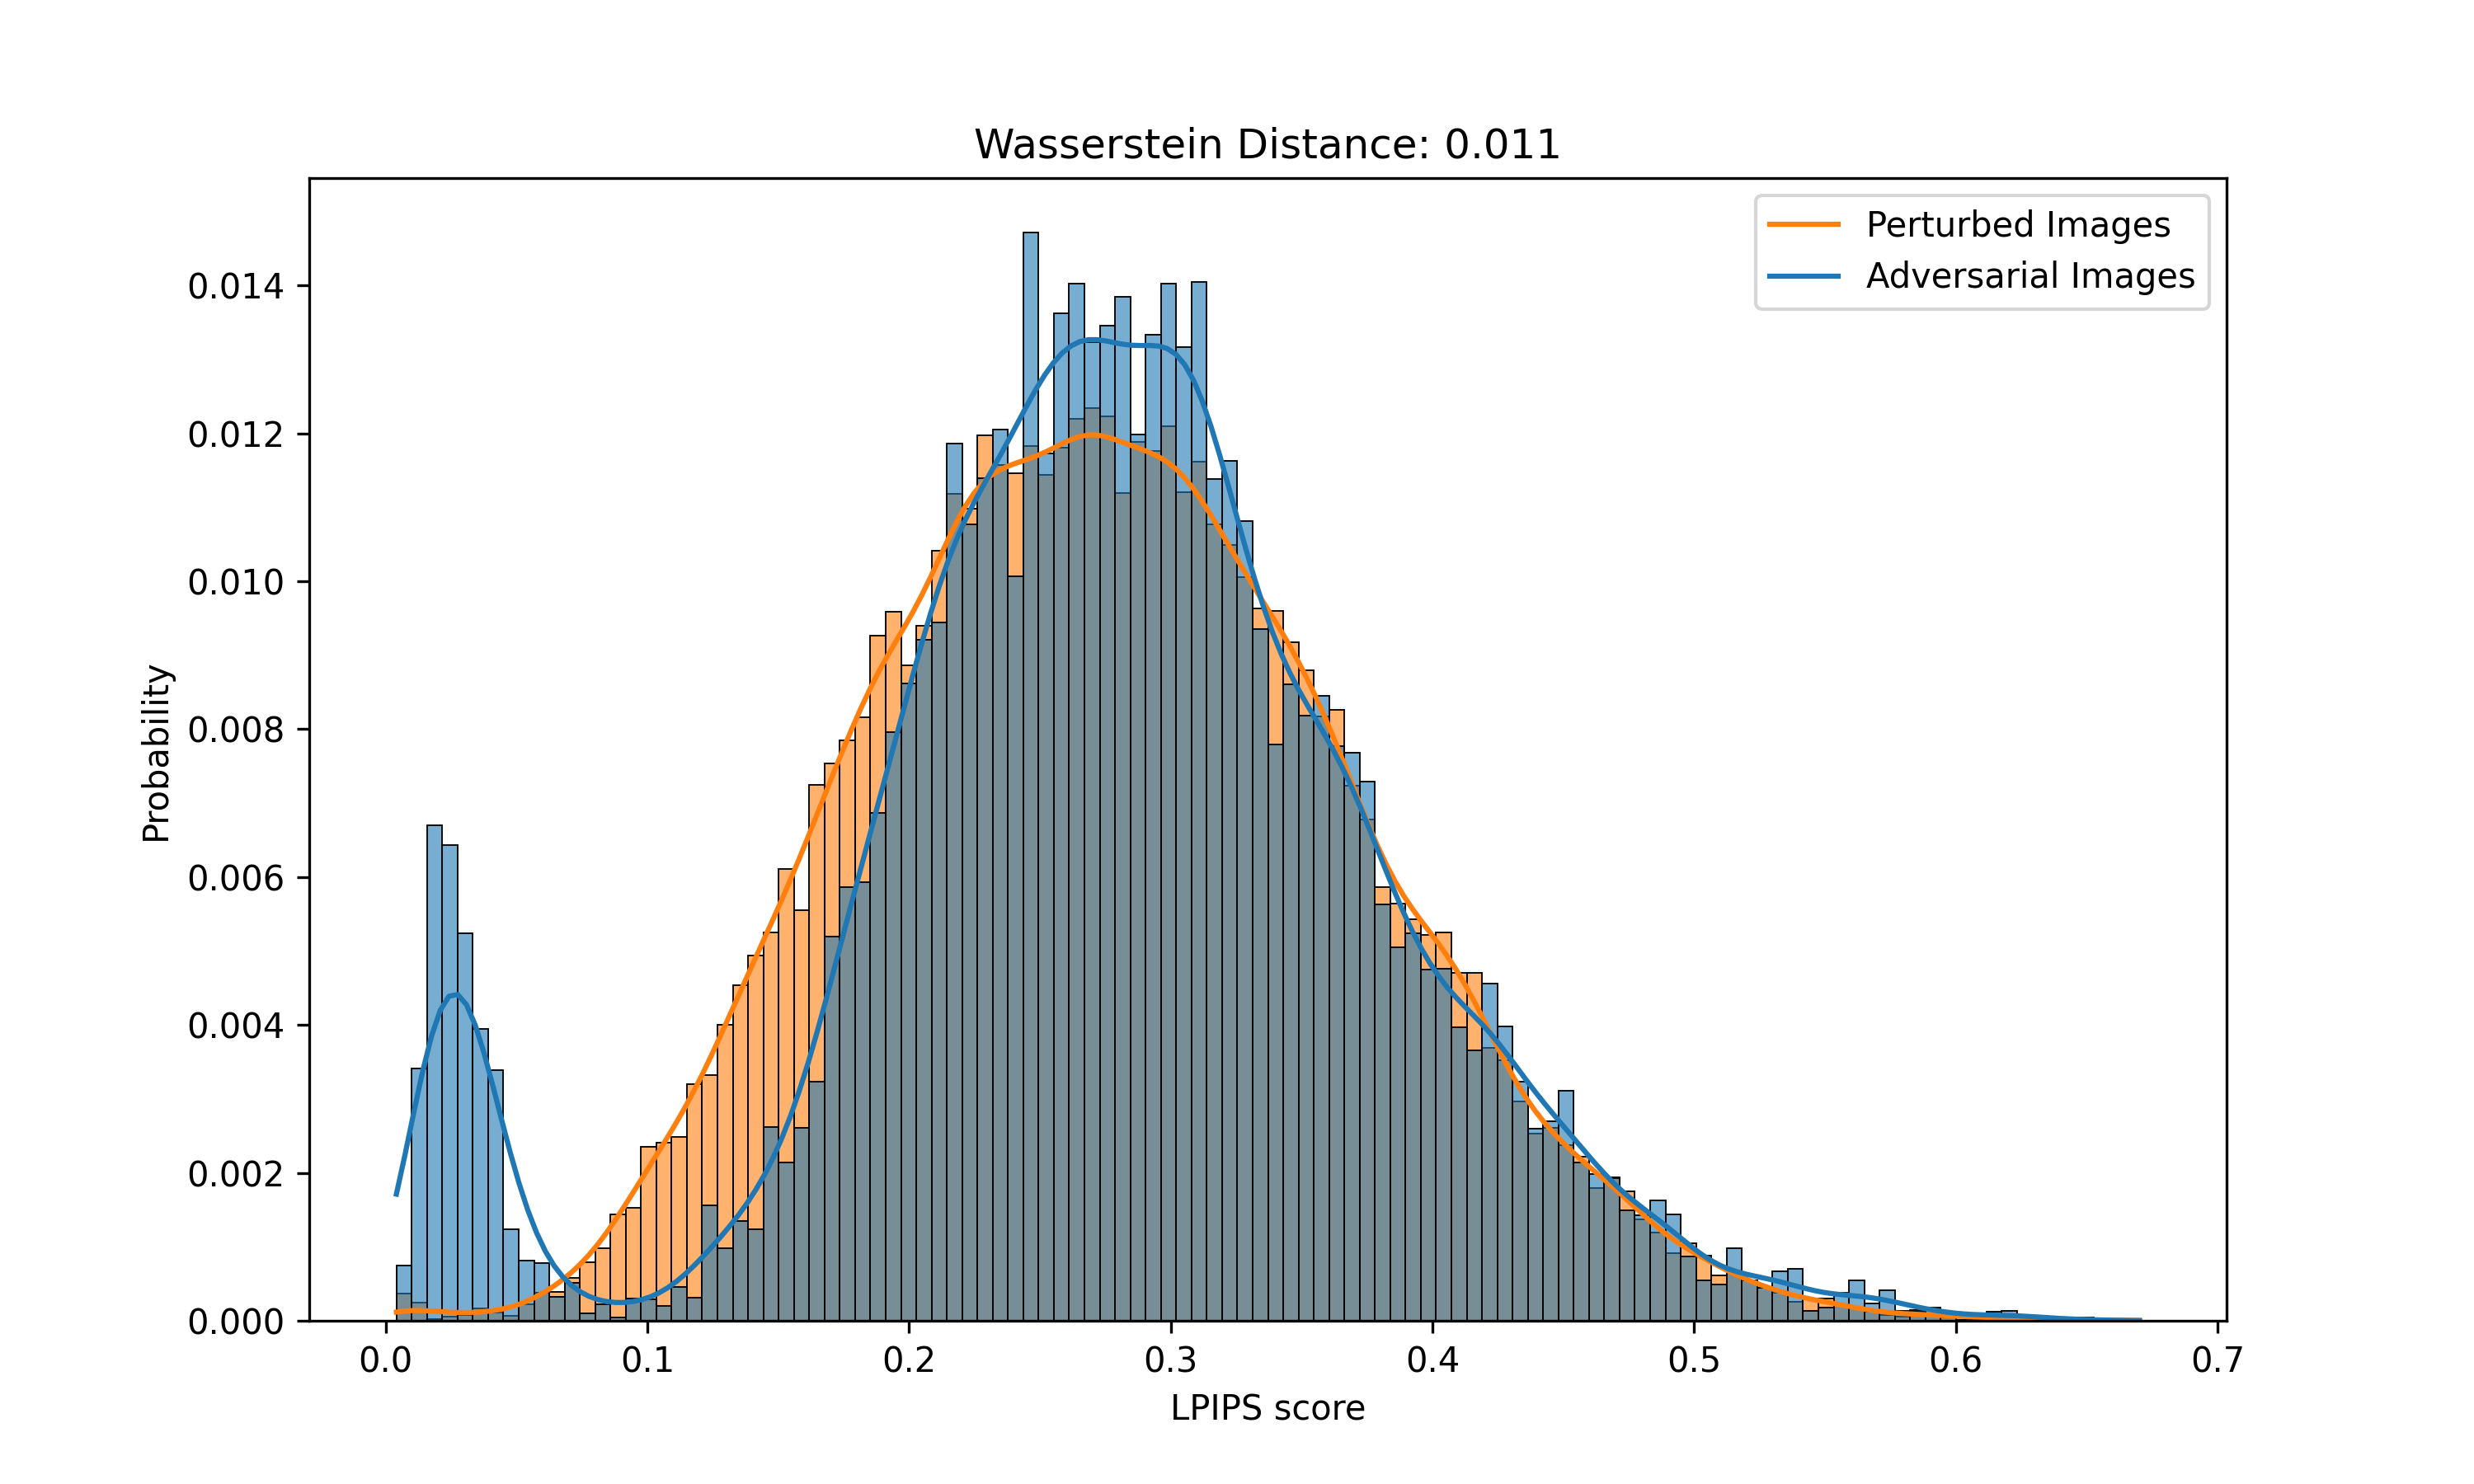 Wasserstein Distance: 0.011
Perturbed Images
Adversarial Images
0.014
0.012
0.010
0.008
0.006
0.004
0.002
0.000
Probability
0.0 0.1 0.2 0.3 0.4 0.5 0.6 0.7
LPIPS score